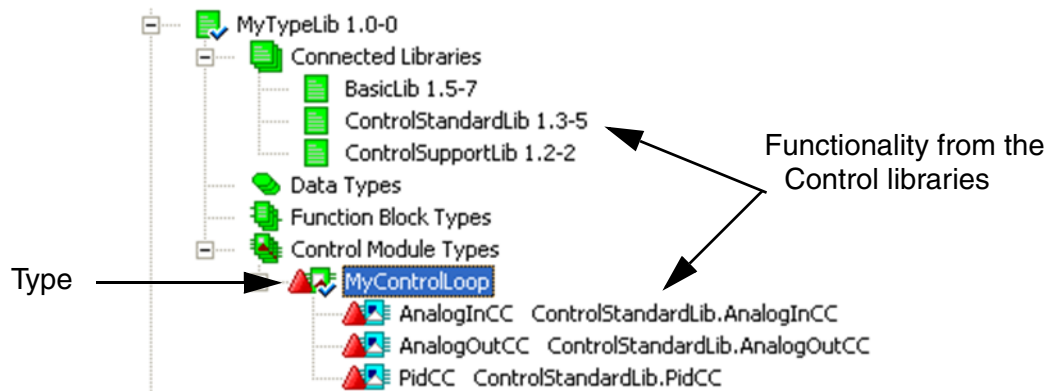 MyTypeLib 1.0-0
Connected Libraries
BasicLib 1.5-7
ControlStandardLib 1.3-5
ControlSupportLib 1.2-2
Functionality from the
Control libraries
Data Types
Function Block Types
Control Module Types
Type
MyControlLoop
AnalogInCC ControlStandardLib.AnalogInCC
AnalogOutCC ControlStandardLib.AnalogOutCC
PidCC ControlStandardLib.PidCC